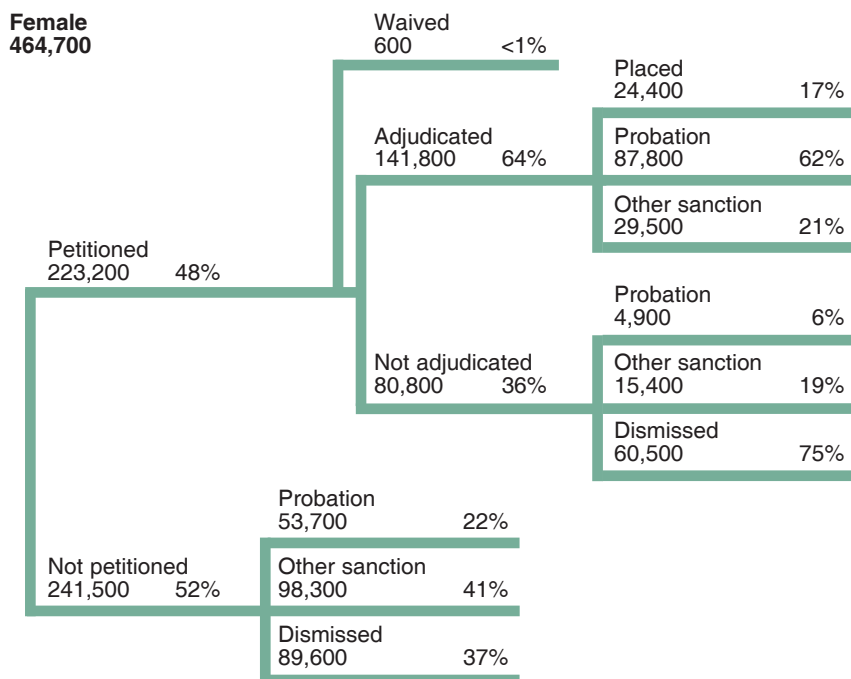 Female
464,700
Waived
600 <1%
Placed
24,400 17%
Adjudicated
141,800 64%
Probation
87,800 62%
Other sanction
29,500 21%
Petitioned
223,200 48%
Probation
4,900 6%
Not adjudicated
80,800 36%
Other sanction
15,400 19%
Dismissed
60,500 75%
Probation
53,700 22%
Not petitioned
241,500 52%
Other sanction
98,300 41%
Dismissed
89,600 37%